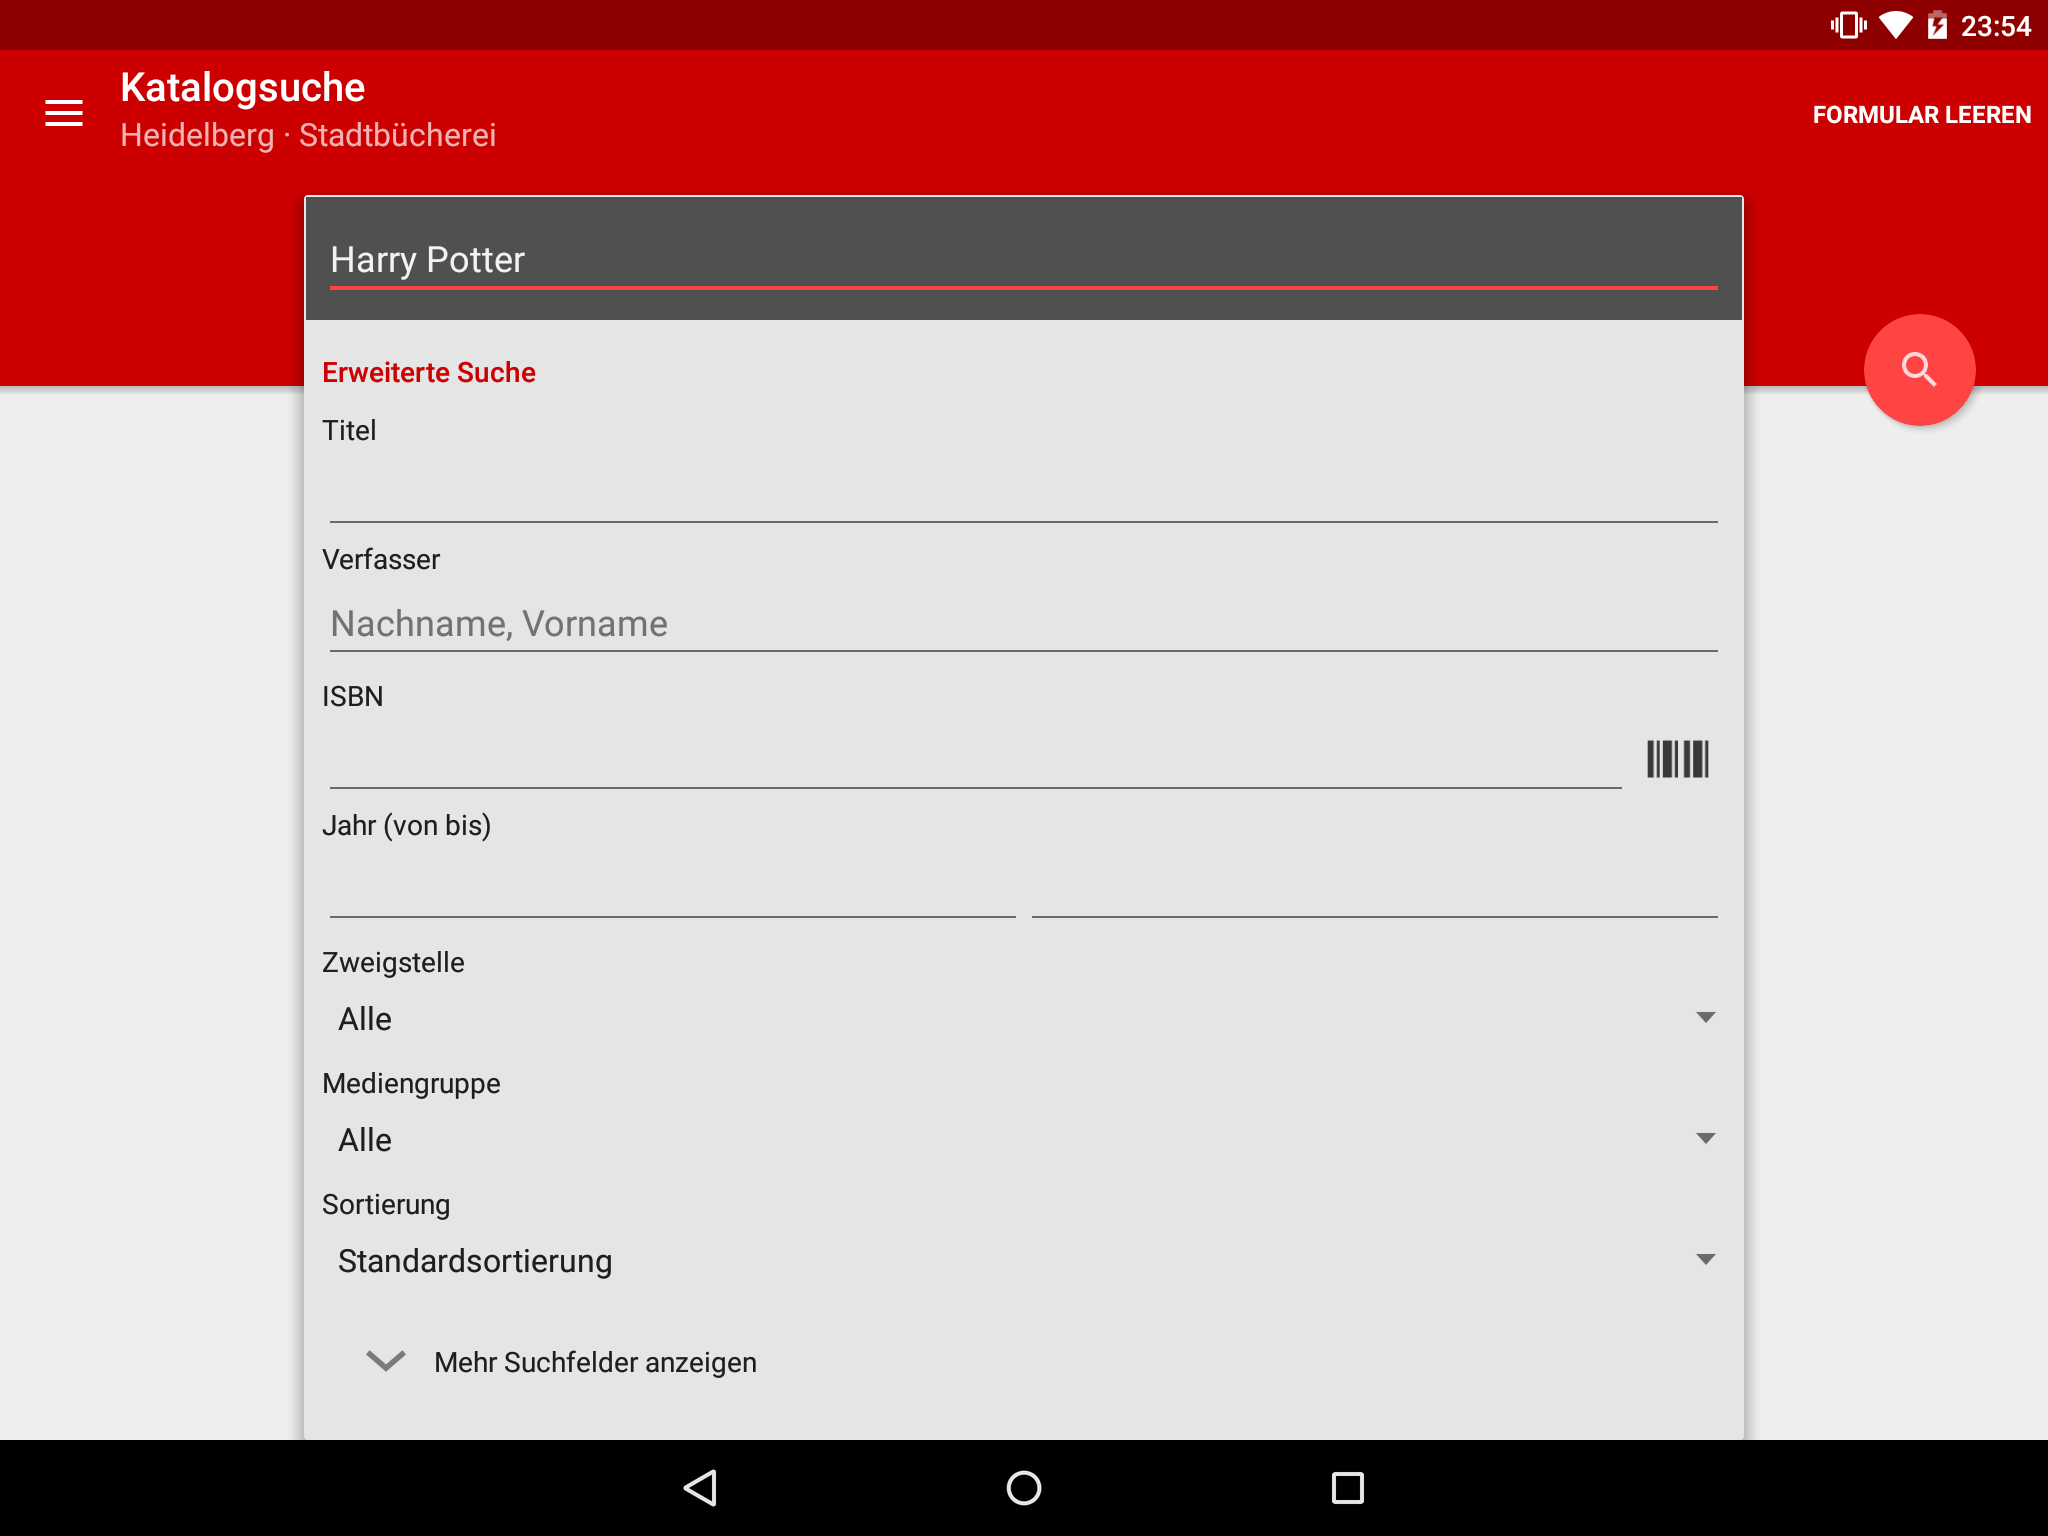 23:54
Katalogsuche
Heidelberg · Stadtbücherei
FORMULAR LEEREN
Harry Potter
Erweiterte Suche
Titel
Verfasser
Nachname, Vorname
ISBN
Jahr (von bis)
Zweigstelle
Alle
Mediengruppe
Alle
Sortierung
Standardsortierung
Mehr Suchfelder anzeigen